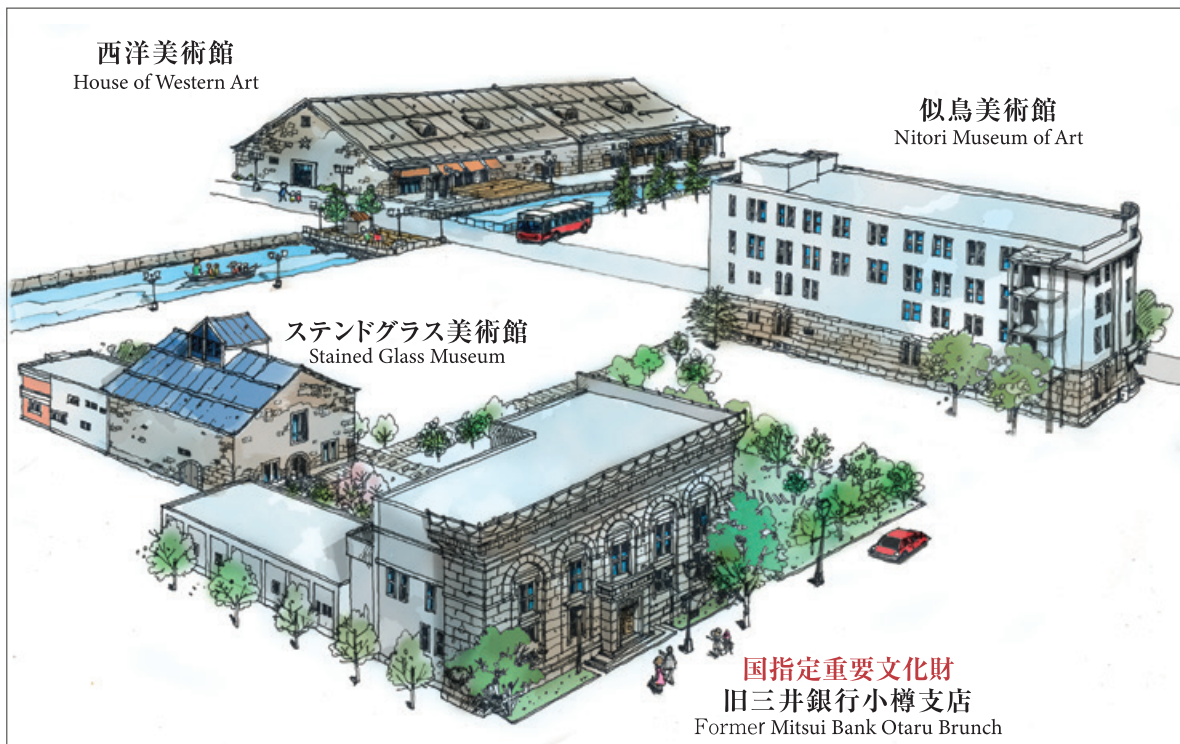 西洋美術館
House of Western Art
似鳥美術館
Nitori Museum of Art
ステンドグラス美術館
Stained Glass Museum
国指定重要文化財
旧三井銀行小樽支店
Former Mitsui Bank Otaru Brunch